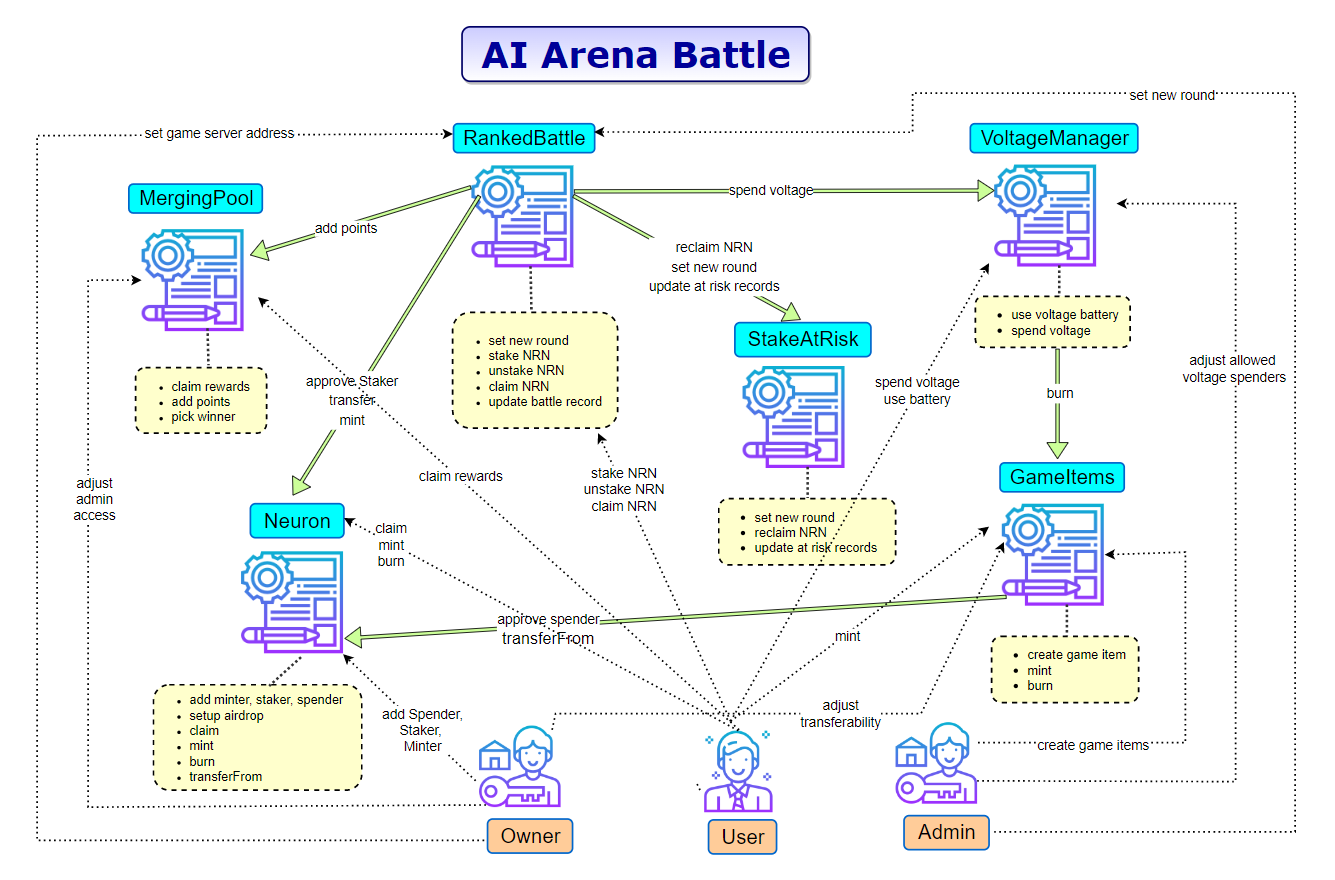 AI Arena Battle
set new round
set game server address
RankedBattle
VoltageManager
MergingPool
spend voltage
add points
reclaim NRN
set new round
update at risk records
use voltage battery
spend voltage
set new round
stake NRN
unstake NRN
claim NRN
update battle record
StakeAtRisk
adjust allowed
voltage spenders
claim rewards
add points
pick winner
approve Staker
transfer
mint
spend voltage
use battery
burn
claim rewards
stake NRN
unstake NRN
claim NRN
GameItems
adjust
admin
access
Neuron
claim
mint
burn
set new round
reclaim NRN
update at risk records
approve spender
transferFrom
mint
create game item
mint
burn
add minter, staker, spender
setup airdrop
claim
mint
burn
transferFrom
add Spender,
Staker,
Minter
adjust
transferability
create game items
Owner
User
Admin